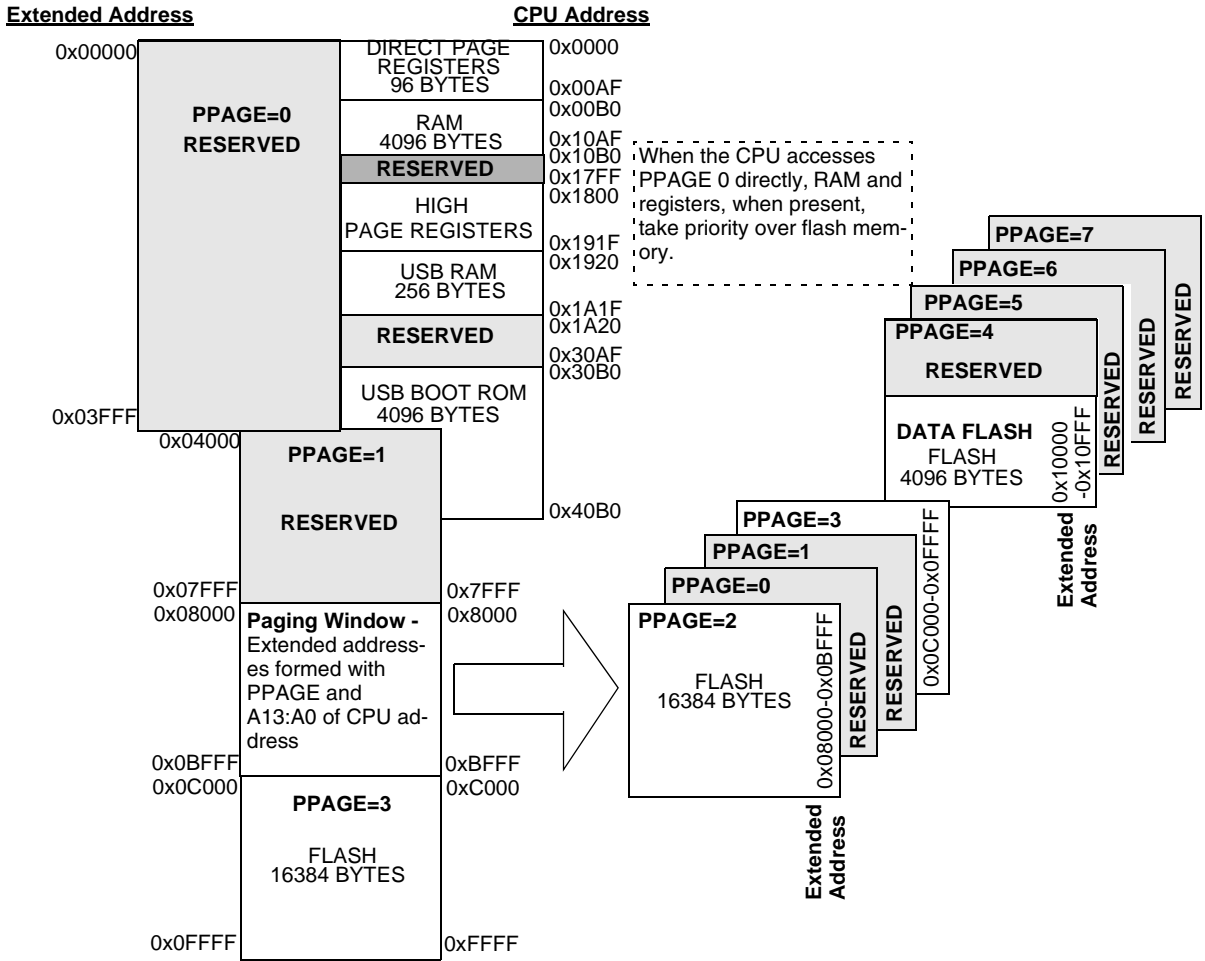 Extended Address
CPU Address
0x00000
PPAGE=0
RESERVED
0x03FFF
DIRECT PAGE
REGISTERS
96 BYTES
0x0000
0x00AF
0x00B0
RAM
4096 BYTES
0x10AF
0x10B0
RESERVED
0x17FF
0x1800
HIGH
PAGE REGISTERS
0x191F
0x1920
USB RAM
256 BYTES
0x1A1F
0x1A20
RESERVED
0x30AF
0x30B0
USB BOOT ROM
4096 BYTES
0x40B0
When the CPU accesses
PPAGE 0 directly, RAM and
registers, when present,
take priority over flash mem-
ory.
0x04000
PPAGE=1
RESERVED
0x07FFF
0x7FFF
0x08000
0x8000
Paging Window -
Extended address-
es formed with
PPAGE and
A13:A0 of CPU ad-
dress
0x0BFFF
0xBFFF
0x0C000
0xC000
PPAGE=3
FLASH
16384 BYTES
0x0FFFF
0xFFFF
PPAGE=2
FLASH
16384 BYTES
0x08000-0x0BFFF
Extended
Address
PPAGE=0
RESERVED
PPAGE=1
RESERVED
PPAGE=3
0x0C000-0x0FFFF
PPAGE=4
RESERVED
DATA FLASH
FLASH
4096 BYTES
0x10000
-0x10FFF
Extended
Address
PPAGE=5
RESERVED
PPAGE=6
RESERVED
PPAGE=7
RESERVED